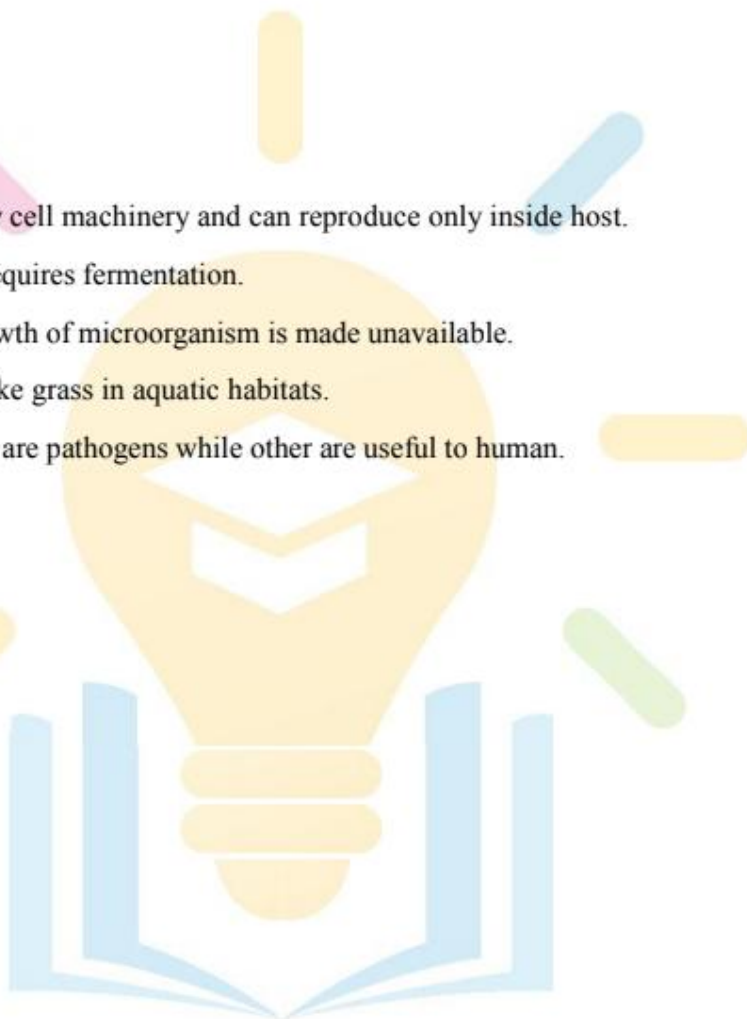 cell machinery and can reproduce only inside host.
quires fermentation.
wth of microorganism is made unavailable.
ke grass in aquatic habitats.
are pathogens while other are useful to human.